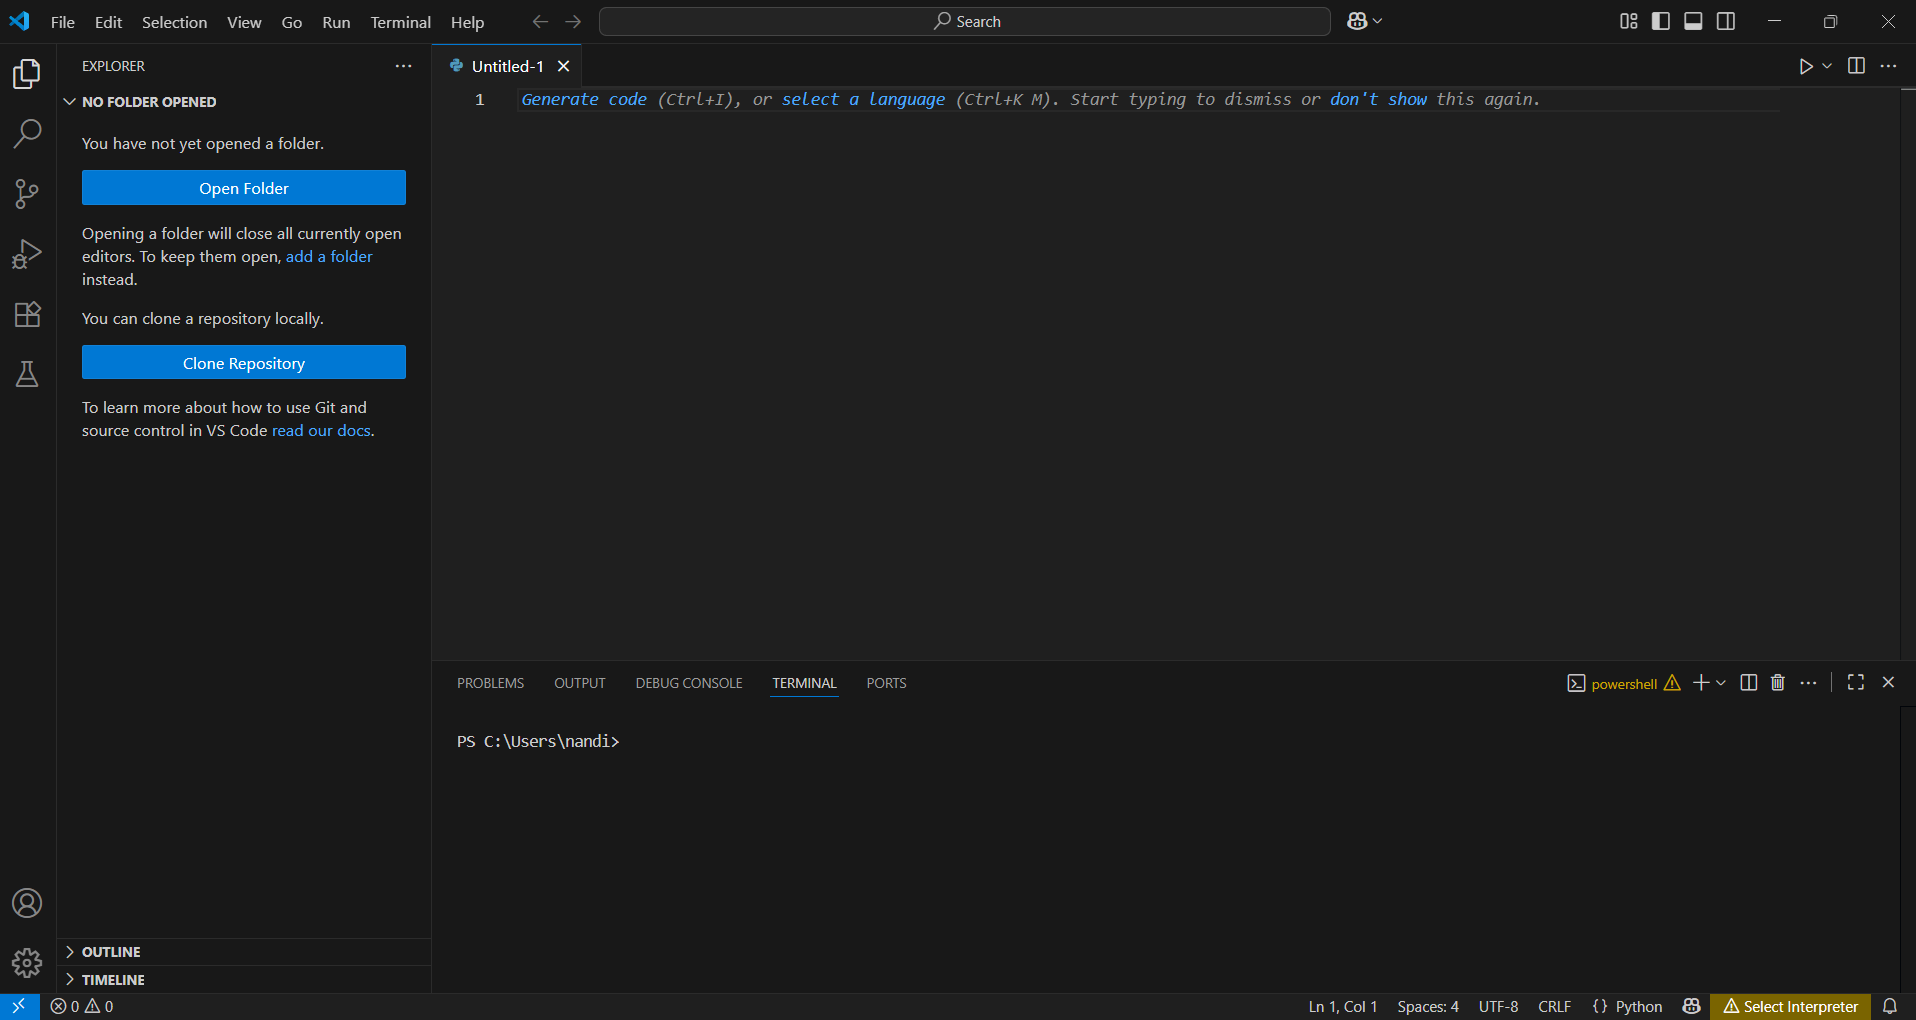 File Edit Selection View Go Run Terminal Help
Search
EXPLORER
NO FOLDER OPENED
You have not yet opened a folder.
Open Folder
Opening a folder will close all currently open
editors. To keep them open, add a folder
instead.
You can clone a repository locally.
Clone Repository
To learn more about how to use Git and
source control in VS Code read our docs.
OUTLINE
TIMELINE
Untitled-1
1 Generate code (Ctrl+I), or select a language (Ctrl+K M). Start typing to dismiss or don't show this again.
PROBLEMS OUTPUT DEBUG CONSOLE TERMINAL PORTS
powershell
PS C:\Users\nandi>
0 0
Ln 1, Col 1 Spaces: 4 UTF-8 CRLF {} Python Select Interpreter